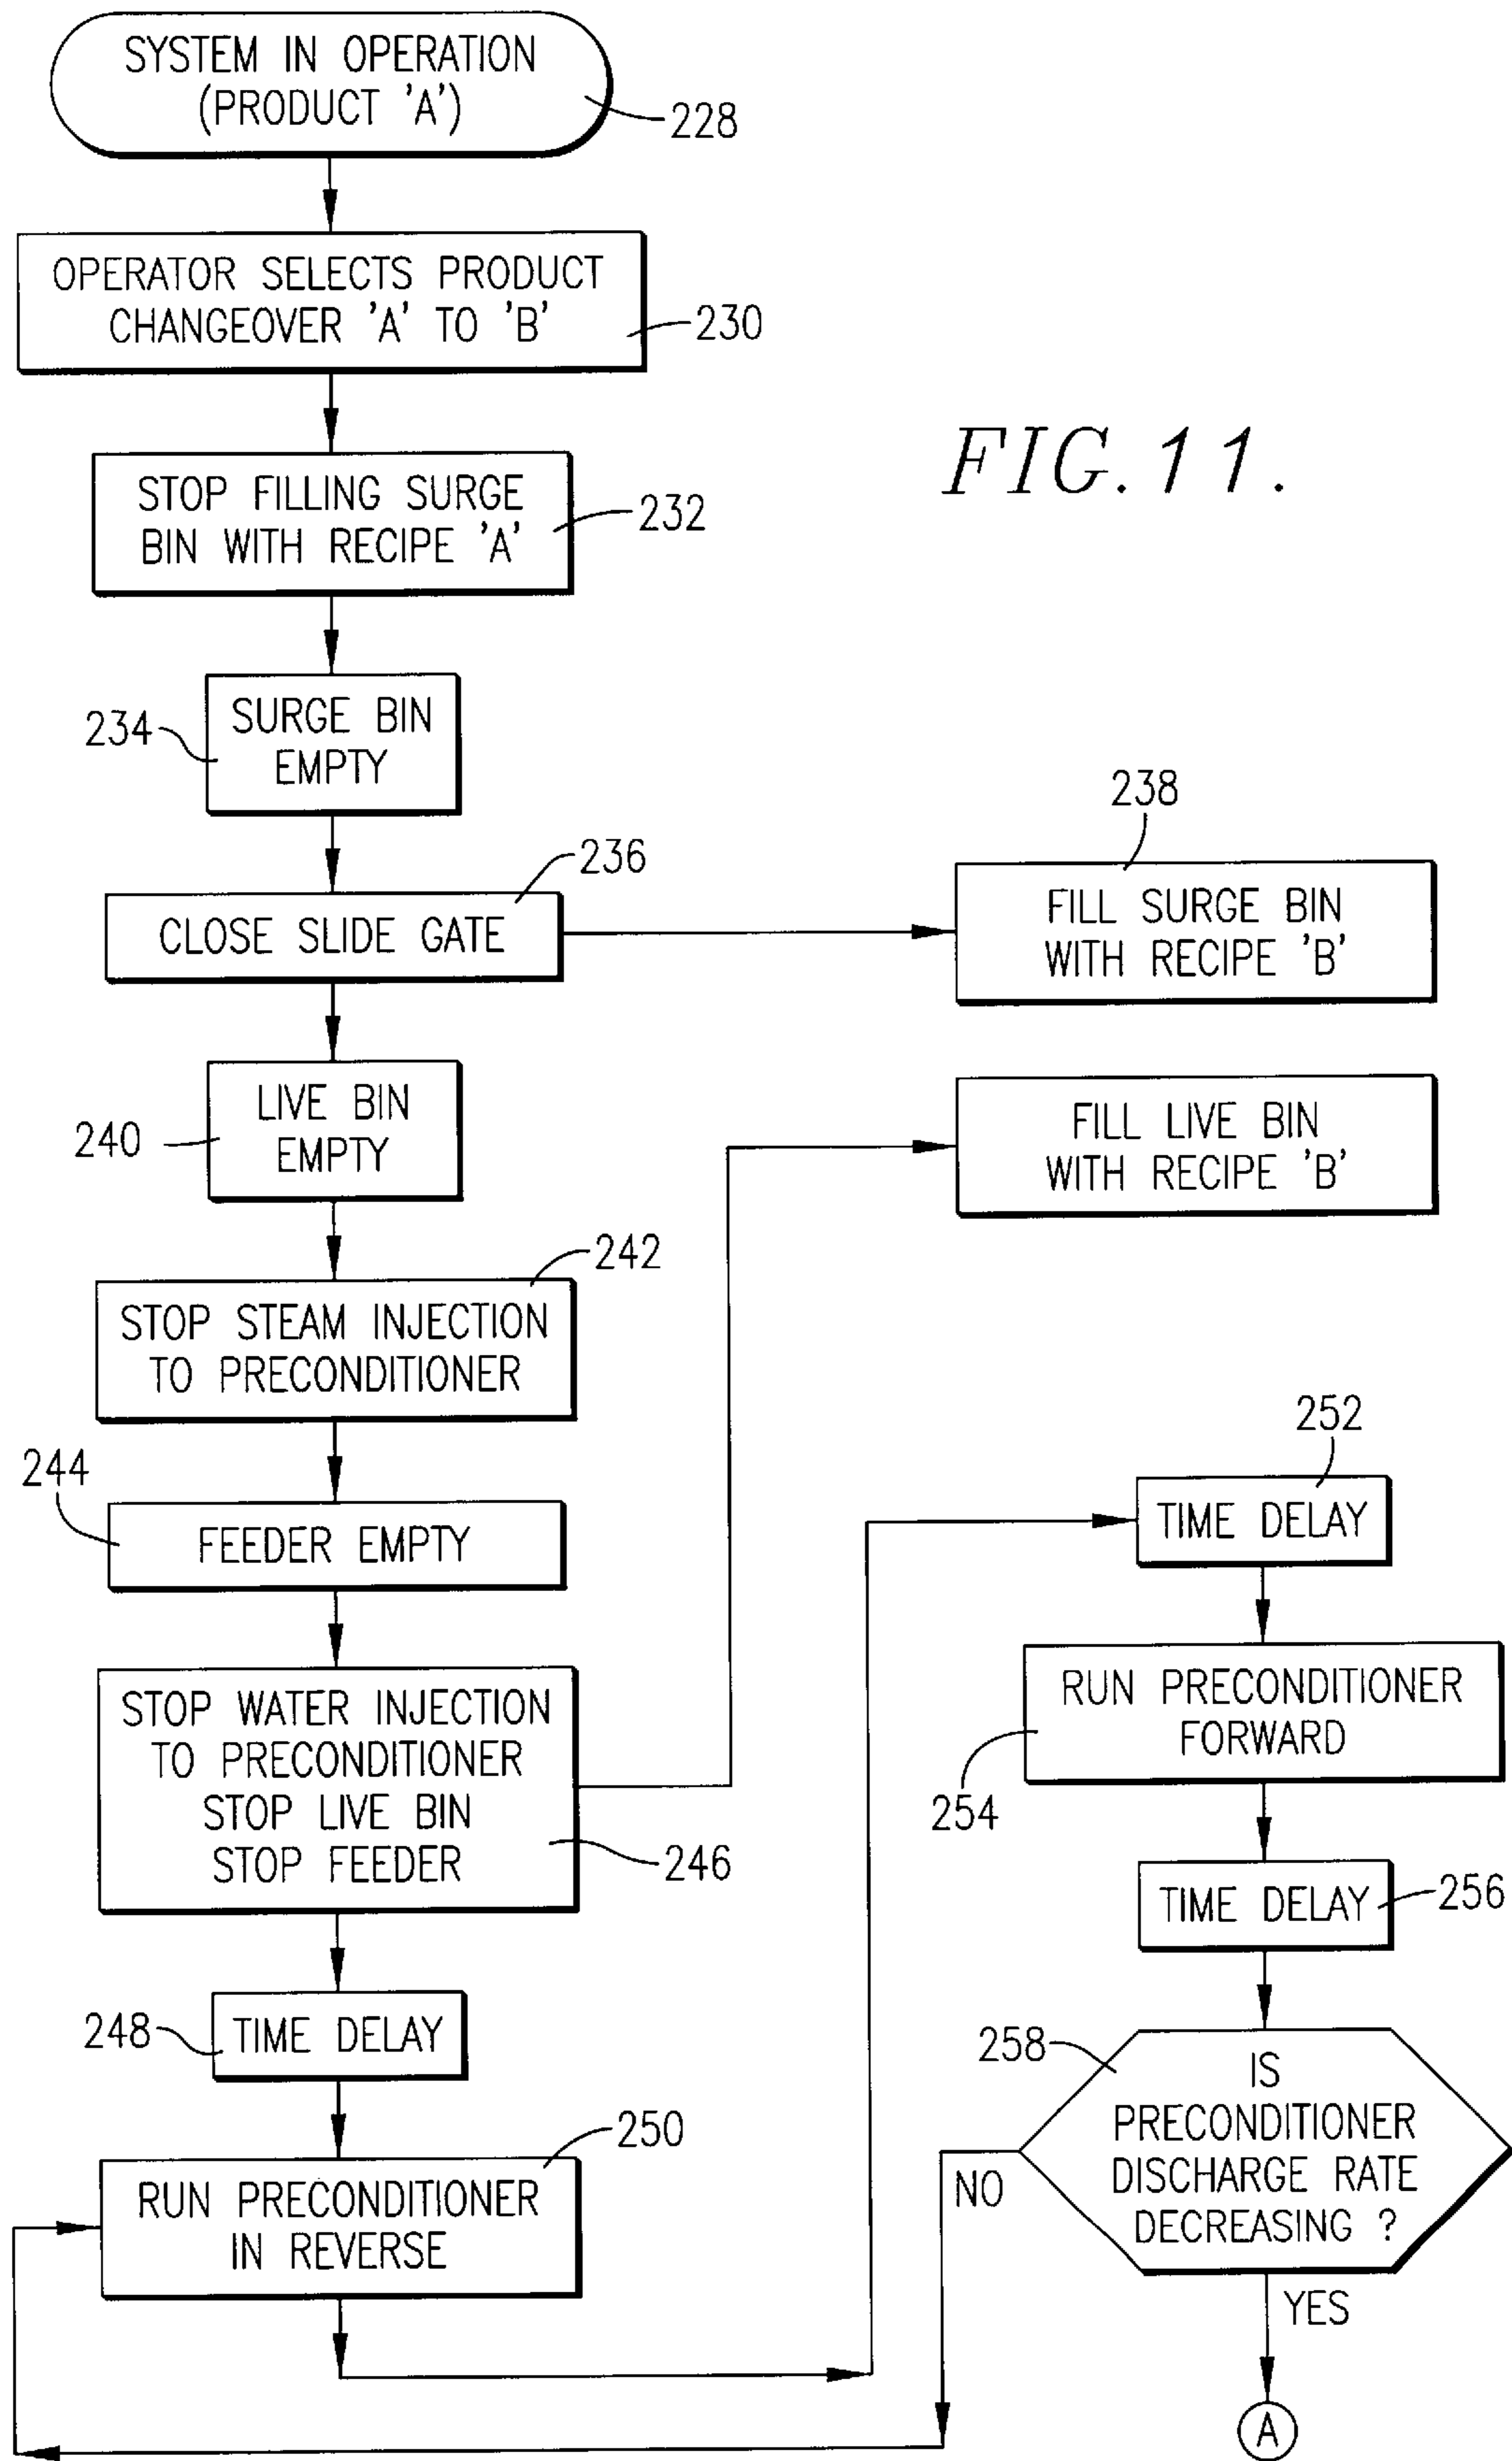 SYSTEM IN OPERATION
(PRODUCT 'A')
228
OPERATOR SELECTS PRODUCT
CHANGEOVER 'A' TO 'B'
230
FIG. 11.
STOP FILLING SURGE
BIN WITH RECIPE 'A'
232
234
SURGE BIN
EMPTY
236
CLOSE SLIDE GATE
238
FILL SURGE BIN
WITH RECIPE 'B'
240
LIVE BIN
EMPTY
FILL LIVE BIN
WITH RECIPE 'B'
242
STOP STEAM INJECTION
TO PRECONDITIONER
244
FEEDER EMPTY
STOP WATER INJECTION
TO PRECONDITIONER
STOP LIVE BIN
STOP FEEDER
246
248
TIME DELAY
250
RUN PRECONDITIONER
IN REVERSE
252
TIME DELAY
RUN PRECONDITIONER
FORWARD
254
TIME DELAY
256
258
IS
PRECONDITIONER
DISCHARGE RATE
DECREASING ?
NO
YES
A